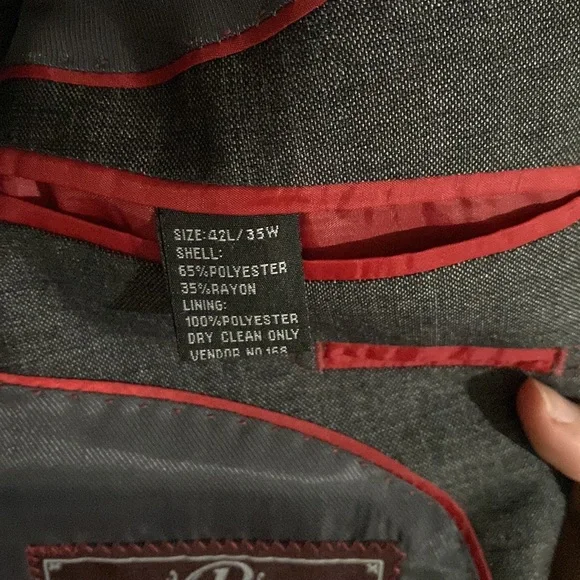 SIZE:42L/35W
SHELL:
65%POLYESTER
35%RAYON
LINING:
100%POLYESTER
DRY CLEAN ONLY
VENDOR NO.168